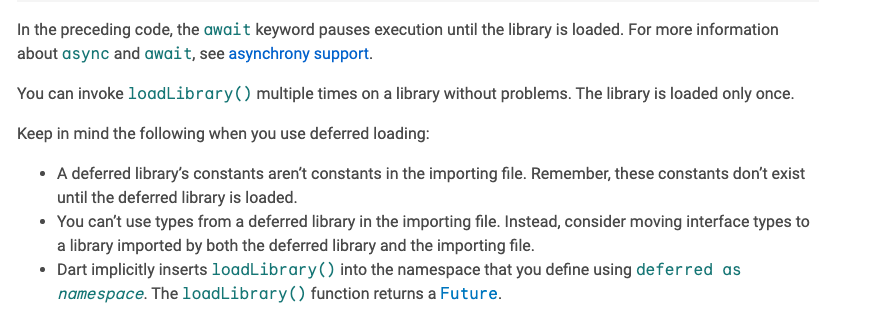 In the preceding code, the await keyword pauses execution until the library is loaded. For more information
about async and await, see asynchrony support.
You can invoke loadLibrary() multiple times on a library without problems. The library is loaded only once.
Keep in mind the following when you use deferred loading:
• A deferred library’s constants aren’t constants in the importing file. Remember, these constants don’t exist
until the deferred library is loaded.
• You can’t use types from a deferred library in the importing file. Instead, consider moving interface types to
a library imported by both the deferred library and the importing file.
• Dart implicitly inserts loadLibrary() into the namespace that you define using deferred as
namespace. The loadLibrary() function returns a Future.